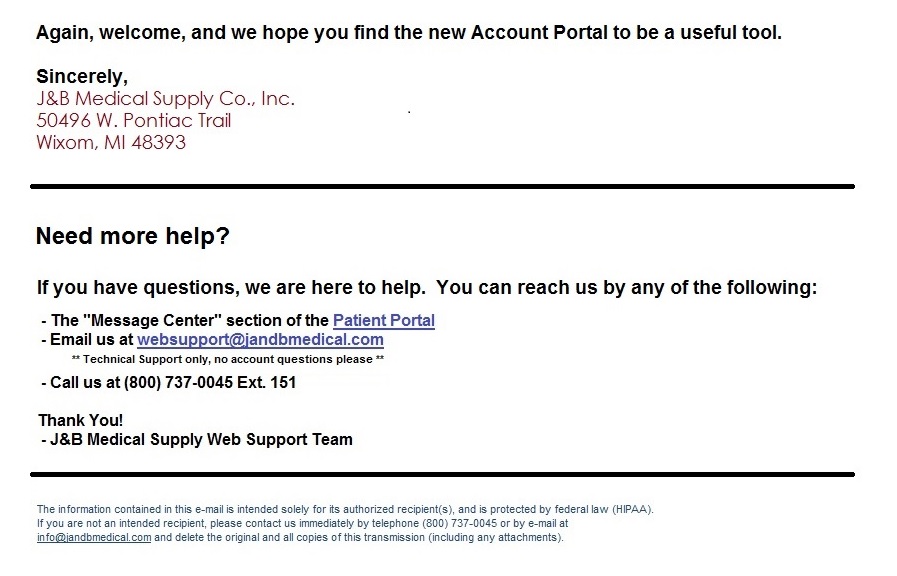 Again, welcome, and we hope you find the new Account Portal to be a useful tool.
Sincerely,
J&B Medical Supply Co., Inc.
50496 W. Pontiac Trail
Wixom, MI 48393
Need more help?
If you have questions, we are here to help.  You can reach us by any of the following:
- The "Message Center" section of the Patient Portal
- Email us at websupport@jandbmedical.com
** Technical Support only, no account questions please **
- Call us at (800) 737-0045 Ext. 151
Thank You!
- J&B Medical Supply Web Support Team
The information contained in this e-mail is intended solely for its authorized recipient(s), and is protected by federal law (HIPAA).
If you are not an intended recipient, please contact us immediately by telephone (800) 737-0045 or by e-mail at
info@jandbmedical.com and delete the original and all copies of this transmission (including any attachments).